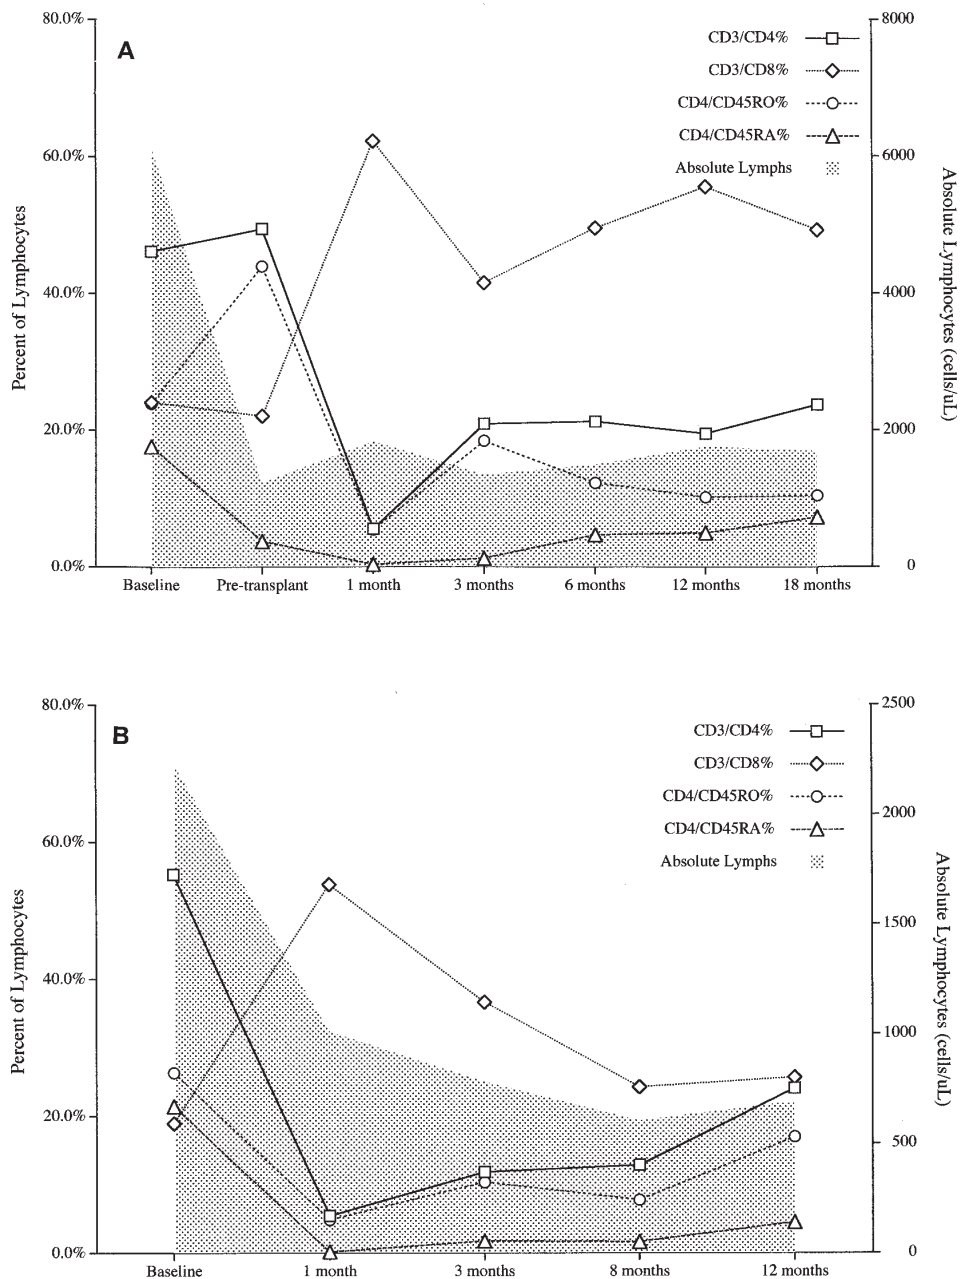 80.0%
60.0%
40.0%
20.0%
0.0%
Percent of Lymphocytes
A
CD3/CD4%
CD3/CD8%
CD4/CD45RO%
CD4/CD45RA%
Absolute Lymphs
8000
6000
4000
2000
0
Absolute Lymphocytes (cells/uL)
Baseline Pre-transplant 1 month 3 months 6 months 12 months 18 months
80.0%
60.0%
40.0%
20.0%
0.0%
Percent of Lymphocytes
B
CD3/CD4%
CD3/CD8%
CD4/CD45RO%
CD4/CD45RA%
Absolute Lymphs
2500
2000
1500
1000
500
0
Absolute Lymphocytes (cells/uL)
Baseline 1 month 3 months 8 months 12 months